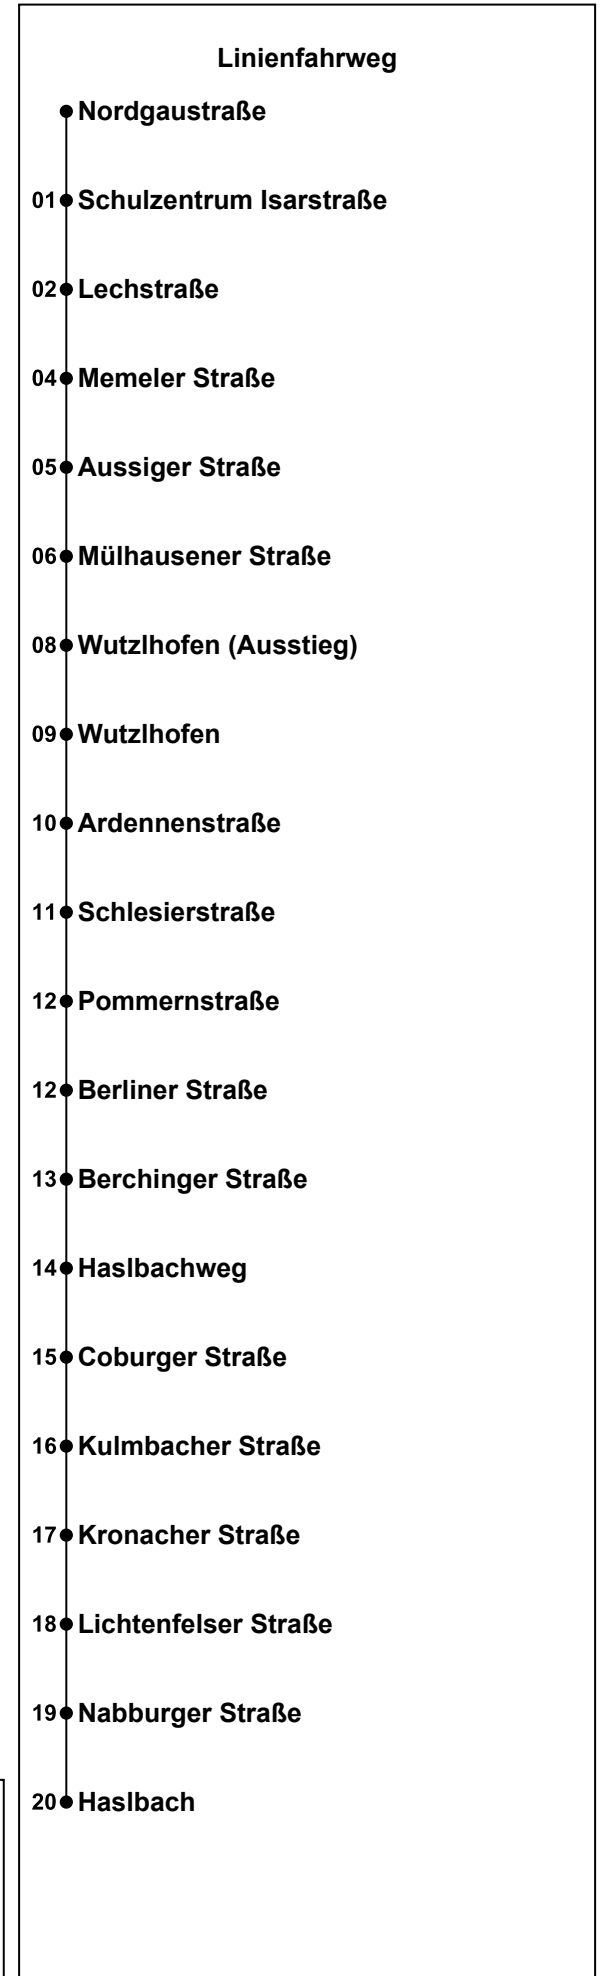 Linienfahrweg
Nordgaustraße
01 Schulzentrum Isarstraße
02 Lechstraße
04 Memeler Straße
05 Aussiger Straße
06 Mülhausener Straße
08 Wutzlhofen (Ausstieg)
09 Wutzlhofen
10 Ardennenstraße
11 Schlesierstraße
12 Pommernstraße
12 Berliner Straße
13 Berchinger Straße
14 Haslbachweg
15 Coburger Straße
16 Kulmbacher Straße
17 Kronacher Straße
18 Lichtenfelser Straße
19 Nabburger Straße
20 Haslbach